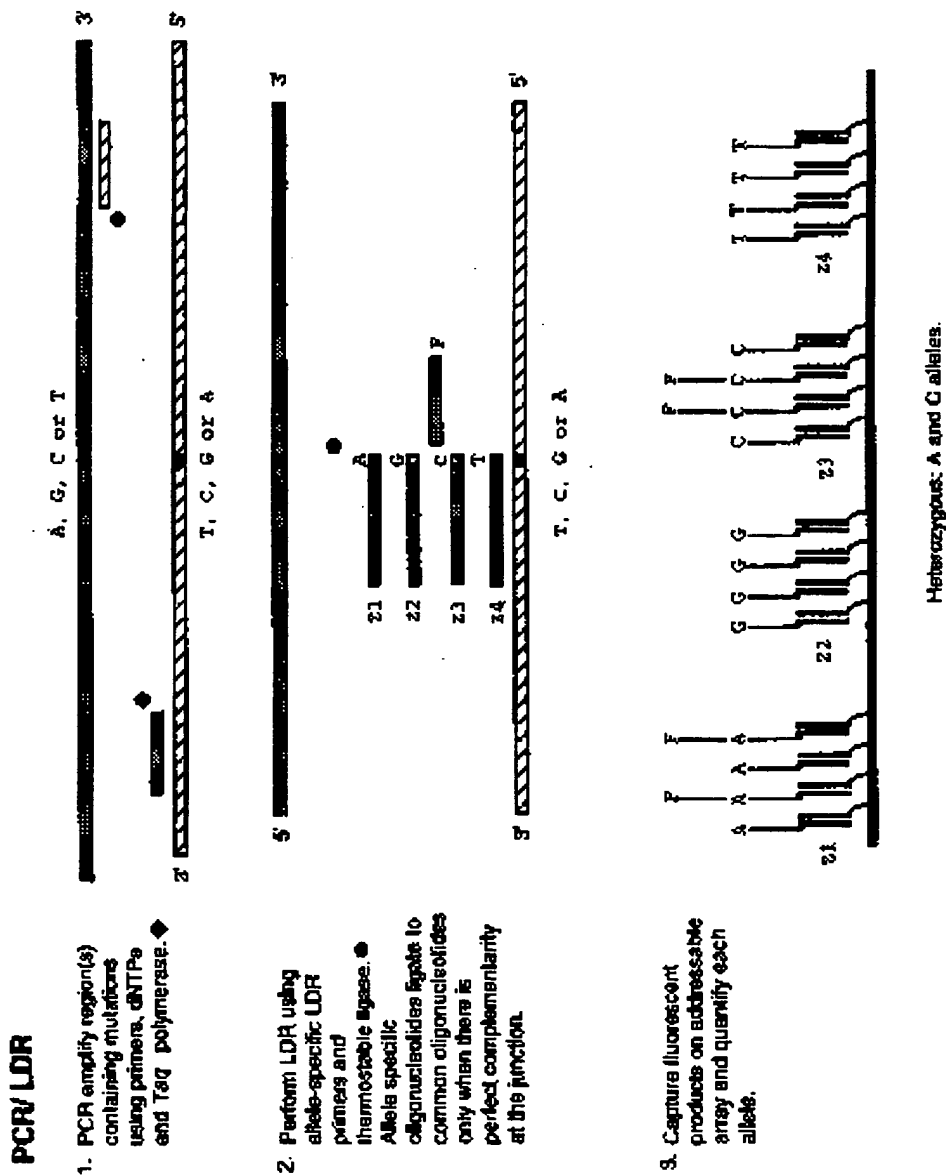 PCR/ LDR
1. PCR amplify region(s)
containing mutations
using primers, dNTPs
and Taq polymerase. ◆
A, G, C or T
3'
5'
T, C, G or A
2. Perform LDR using
allele-specific LDR
primers and
thermostable ligase. ●
Allele specific
oligonucleotides ligate to
common oligonucleotides
only when there is
perfect complementarity
at the junction.
5'
3'
Z1
A
Z2
G
Z3
C
F
Z4
T
3'
5'
T, C, G or A
3. Capture fluorescent
products on addressable
array and quantify each
allele.
F F F F
A A A A G G G G C C C C T T T T
Z1 Z2 Z3 Z4
Heterozygous: A and C alleles.